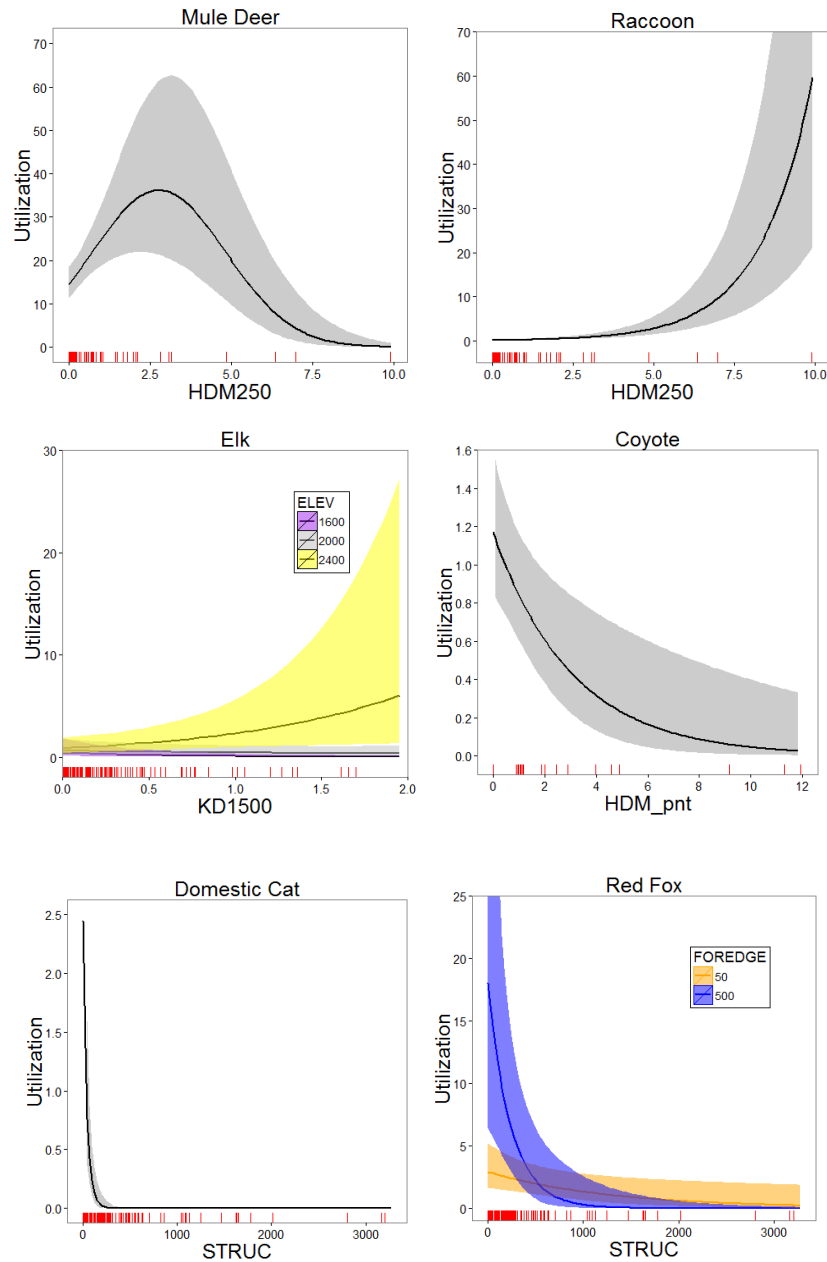 Mule Deer
70
60
50
40
30
20
10
0
Utilization
0.0 2.5 5.0 7.5 10.0
HDM250
Raccoon
70
60
50
40
30
20
10
0
Utilization
0.0 2.5 5.0 7.5 10.0
HDM250
Elk
30
20
10
0
Utilization
ELEV
1600
2000
2400
0.0 0.5 1.0 1.5 2.0
KD1500
Coyote
1.6
1.4
1.2
1.0
0.8
0.6
0.4
0.2
0.0
Utilization
0 2 4 6 8 10 12
HDM_pnt
Domestic Cat
2.5
2.0
1.5
1.0
0.5
0.0
Utilization
0 1000 2000 3000
STRUC
Red Fox
25
20
15
10
5
0
Utilization
FOREDGE
50
500
0 1000 2000 3000
STRUC